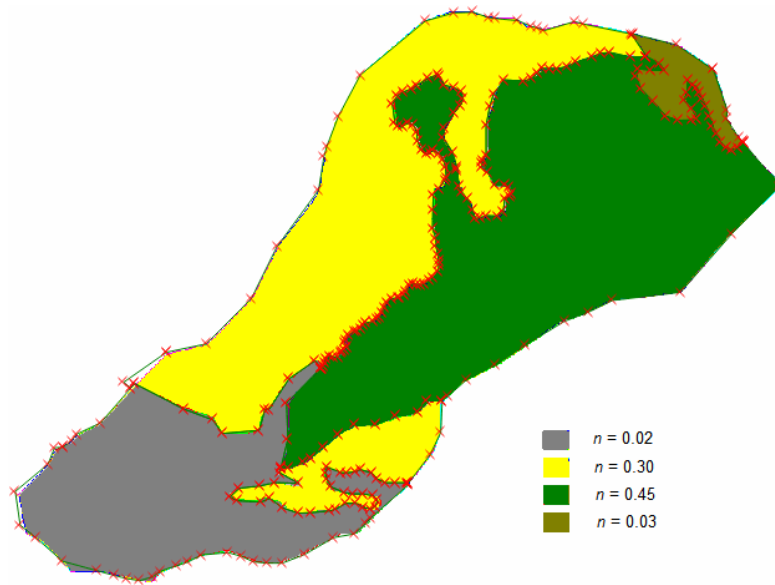 n = 0.02
n = 0.30
n = 0.45
n = 0.03